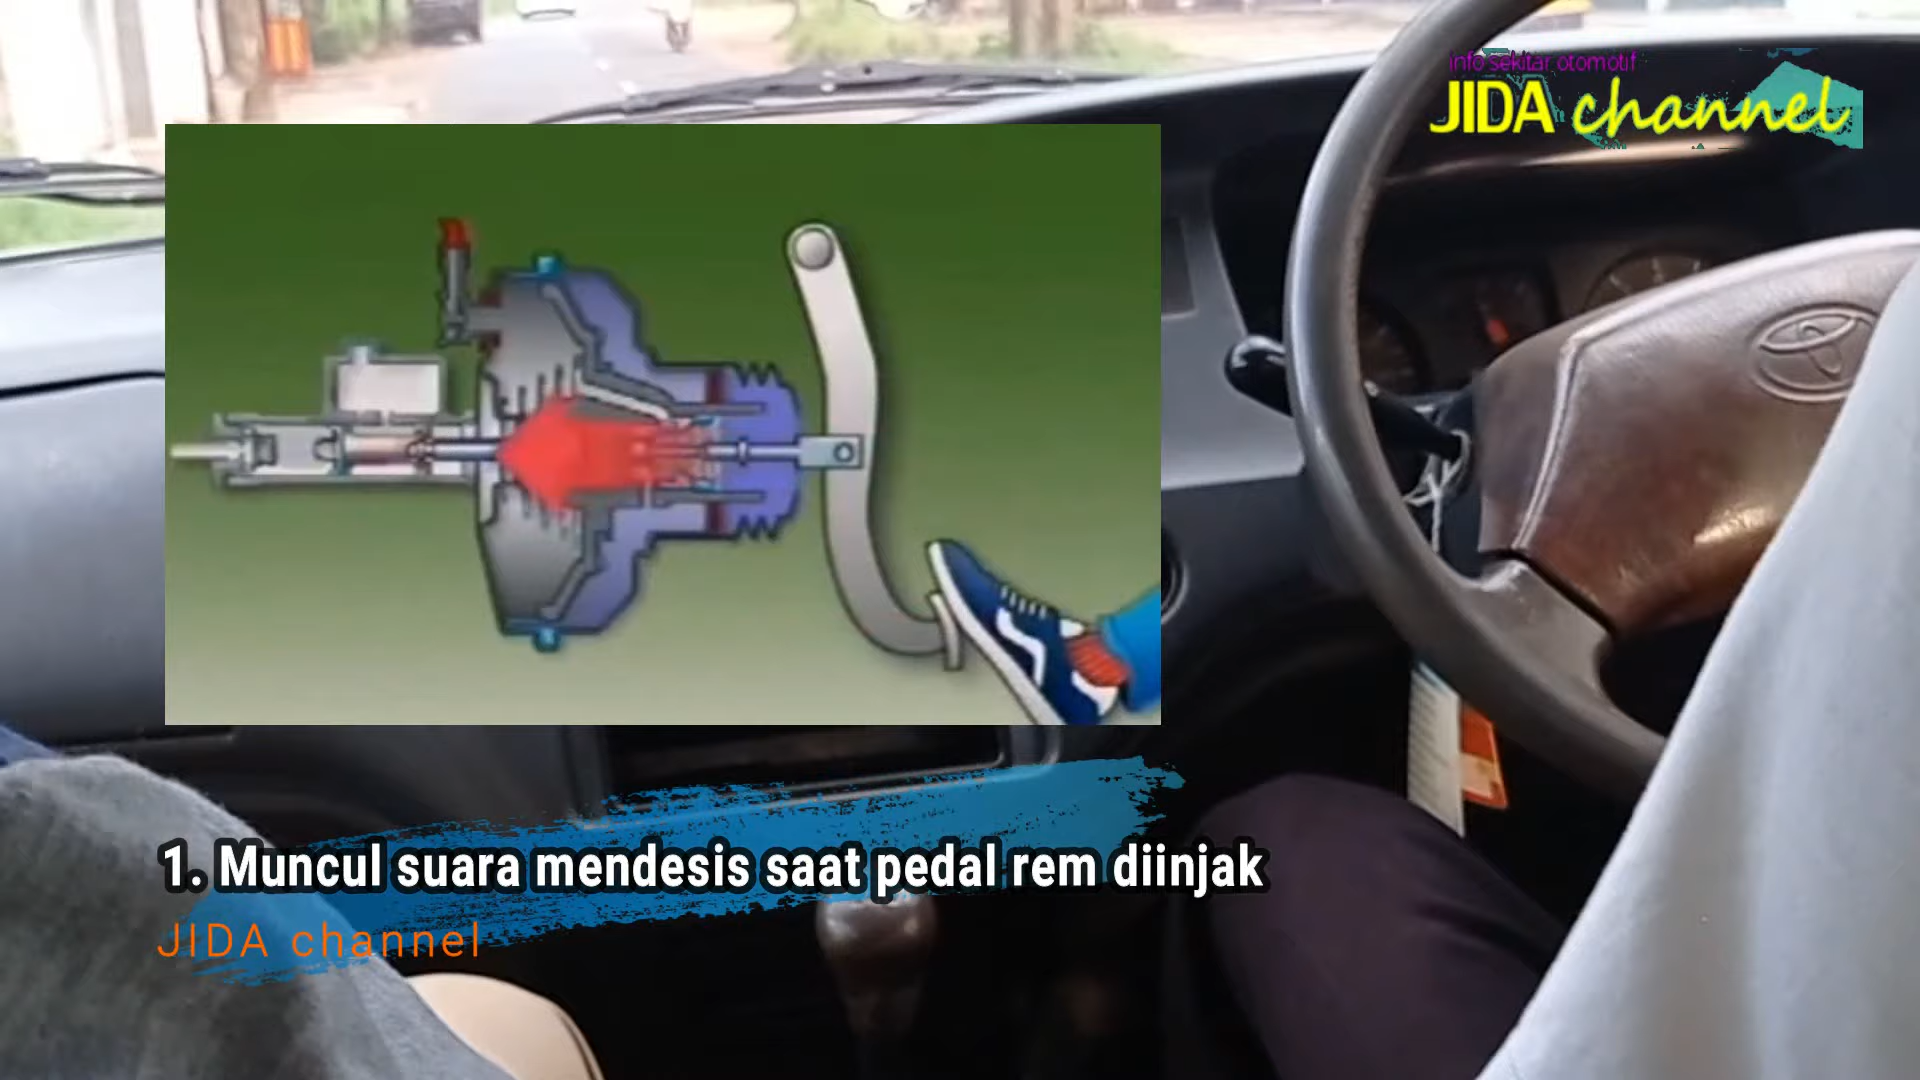 info sekitar otomotif
JIDA channel
1. Muncul suara mendesis saat pedal rem diinjak
JIDA channel